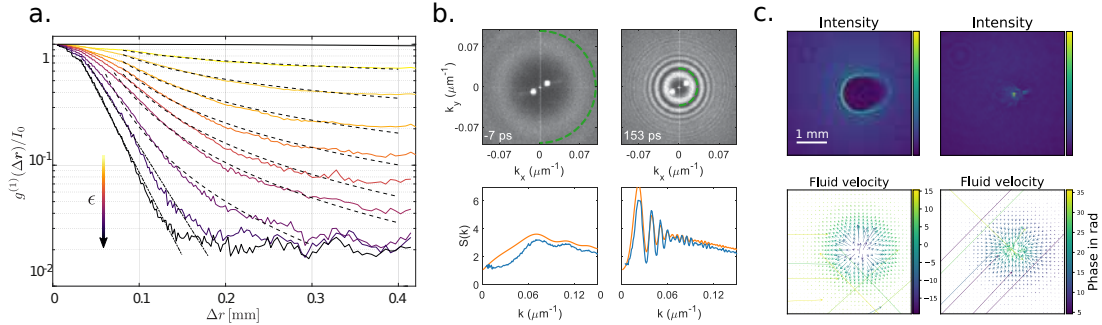 a.
g⁽¹⁾(Δr)/I₀
1
10⁻¹
10⁻²
ϵ
0
0.1
0.2
0.3
0.4
Δr [mm]
b.
k_y (μm⁻¹)
0.07
0
-0.07
-7 ps
153 ps
-0.07
0
0.07
-0.07
0
0.07
k_x (μm⁻¹)
k_x (μm⁻¹)
S(k)
6
4
2
0
0
0.06
0.12
0
0.06
0.12
k (μm⁻¹)
k (μm⁻¹)
c.
Intensity
Intensity
1 mm
Fluid velocity
Fluid velocity
15
10
5
0
−5
−10
−15
35
30
25
20
15
10
5
Phase in rad